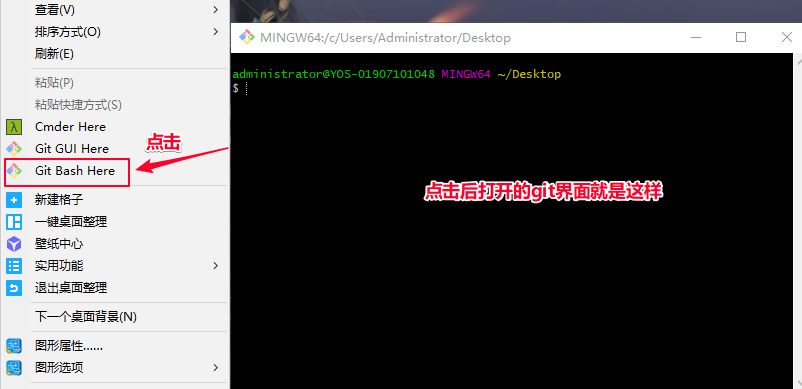 查看(V)
排序方式(O)
刷新(E)
粘贴(P)
粘贴快捷方式(S)
Cmder Here
Git GUI Here
Git Bash Here
新建格子
一键桌面整理
壁纸中心
实用功能
退出桌面整理
下一个桌面背景(N)
图形属性......
图形选项
点击
MINGW64:/c/Users/Administrator/Desktop
administrator@YOS-01907101048 MINGW64 ~/Desktop
$
点击后打开的git界面就是这样